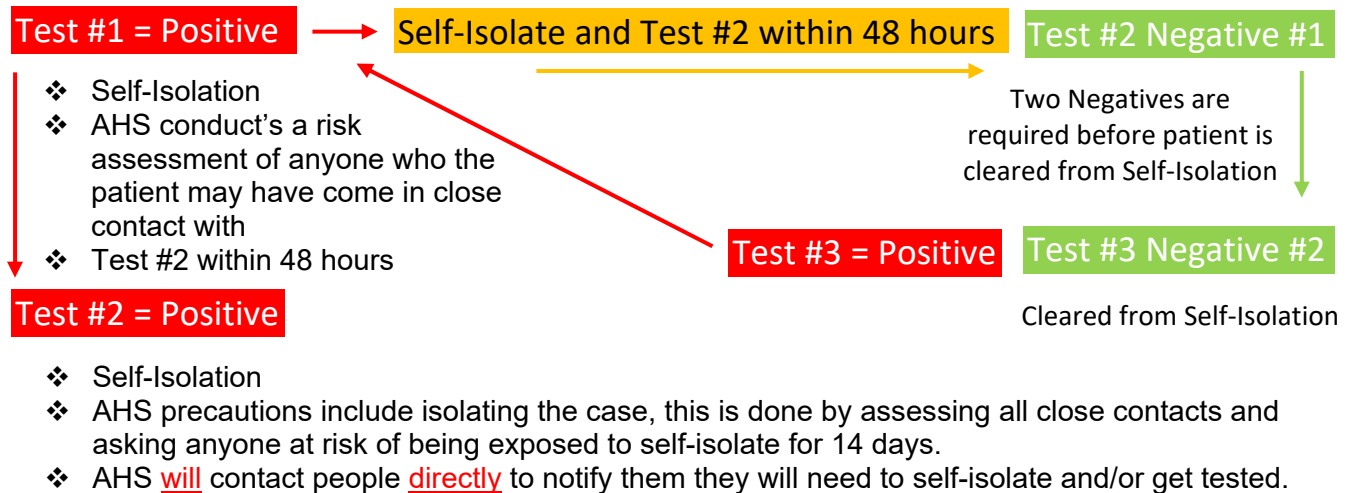 Test #1 = Positive
Self-Isolate and Test #2 within 48 hours
Test #2 Negative #1
❖ Self-Isolation
❖ AHS conduct's a risk
assessment of anyone who the
patient may have come in close
contact with
❖ Test #2 within 48 hours
Two Negatives are
required before patient is
cleared from Self-Isolation
Test #3 = Positive
Test #3 Negative #2
Test #2 = Positive
Cleared from Self-Isolation
❖ Self-Isolation
❖ AHS precautions include isolating the case, this is done by assessing all close contacts and
asking anyone at risk of being exposed to self-isolate for 14 days.
❖ AHS will contact people directly to notify them they will need to self-isolate and/or get tested.